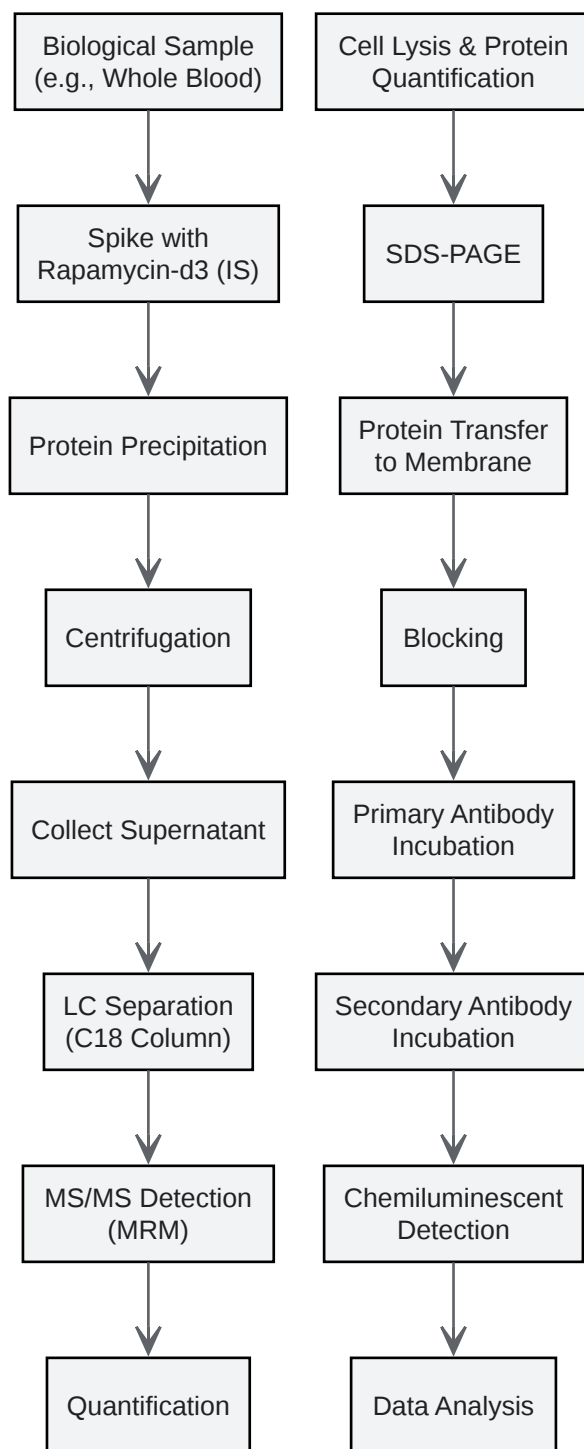 Biological Sample
(e.g., Whole Blood)
Spike with
Rapamycin-d3 (IS)
Protein Precipitation
Centrifugation
Collect Supernatant
LC Separation
(C18 Column)
MS/MS Detection
(MRM)
Quantification
Cell Lysis & Protein
Quantification
SDS-PAGE
Protein Transfer
to Membrane
Blocking
Primary Antibody
Incubation
Secondary Antibody
Incubation
Chemiluminescent
Detection
Data Analysis